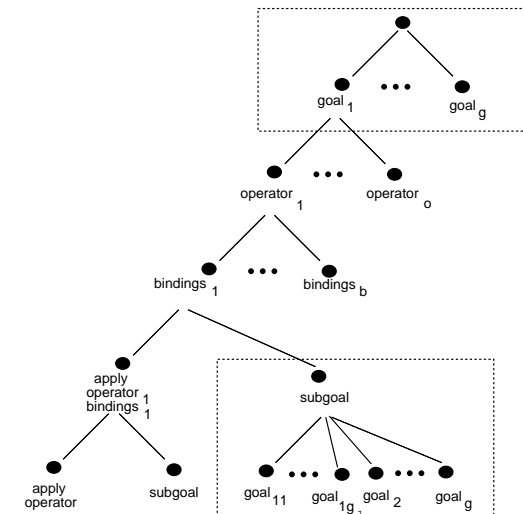 goal 1 ••• goal g
operator 1 ••• operator o
bindings 1 ••• bindings b
apply
operator 1
bindings 1
subgoal
apply
operator
subgoal
goal 11 •••• goal 1g1 goal 2 •••• goal g